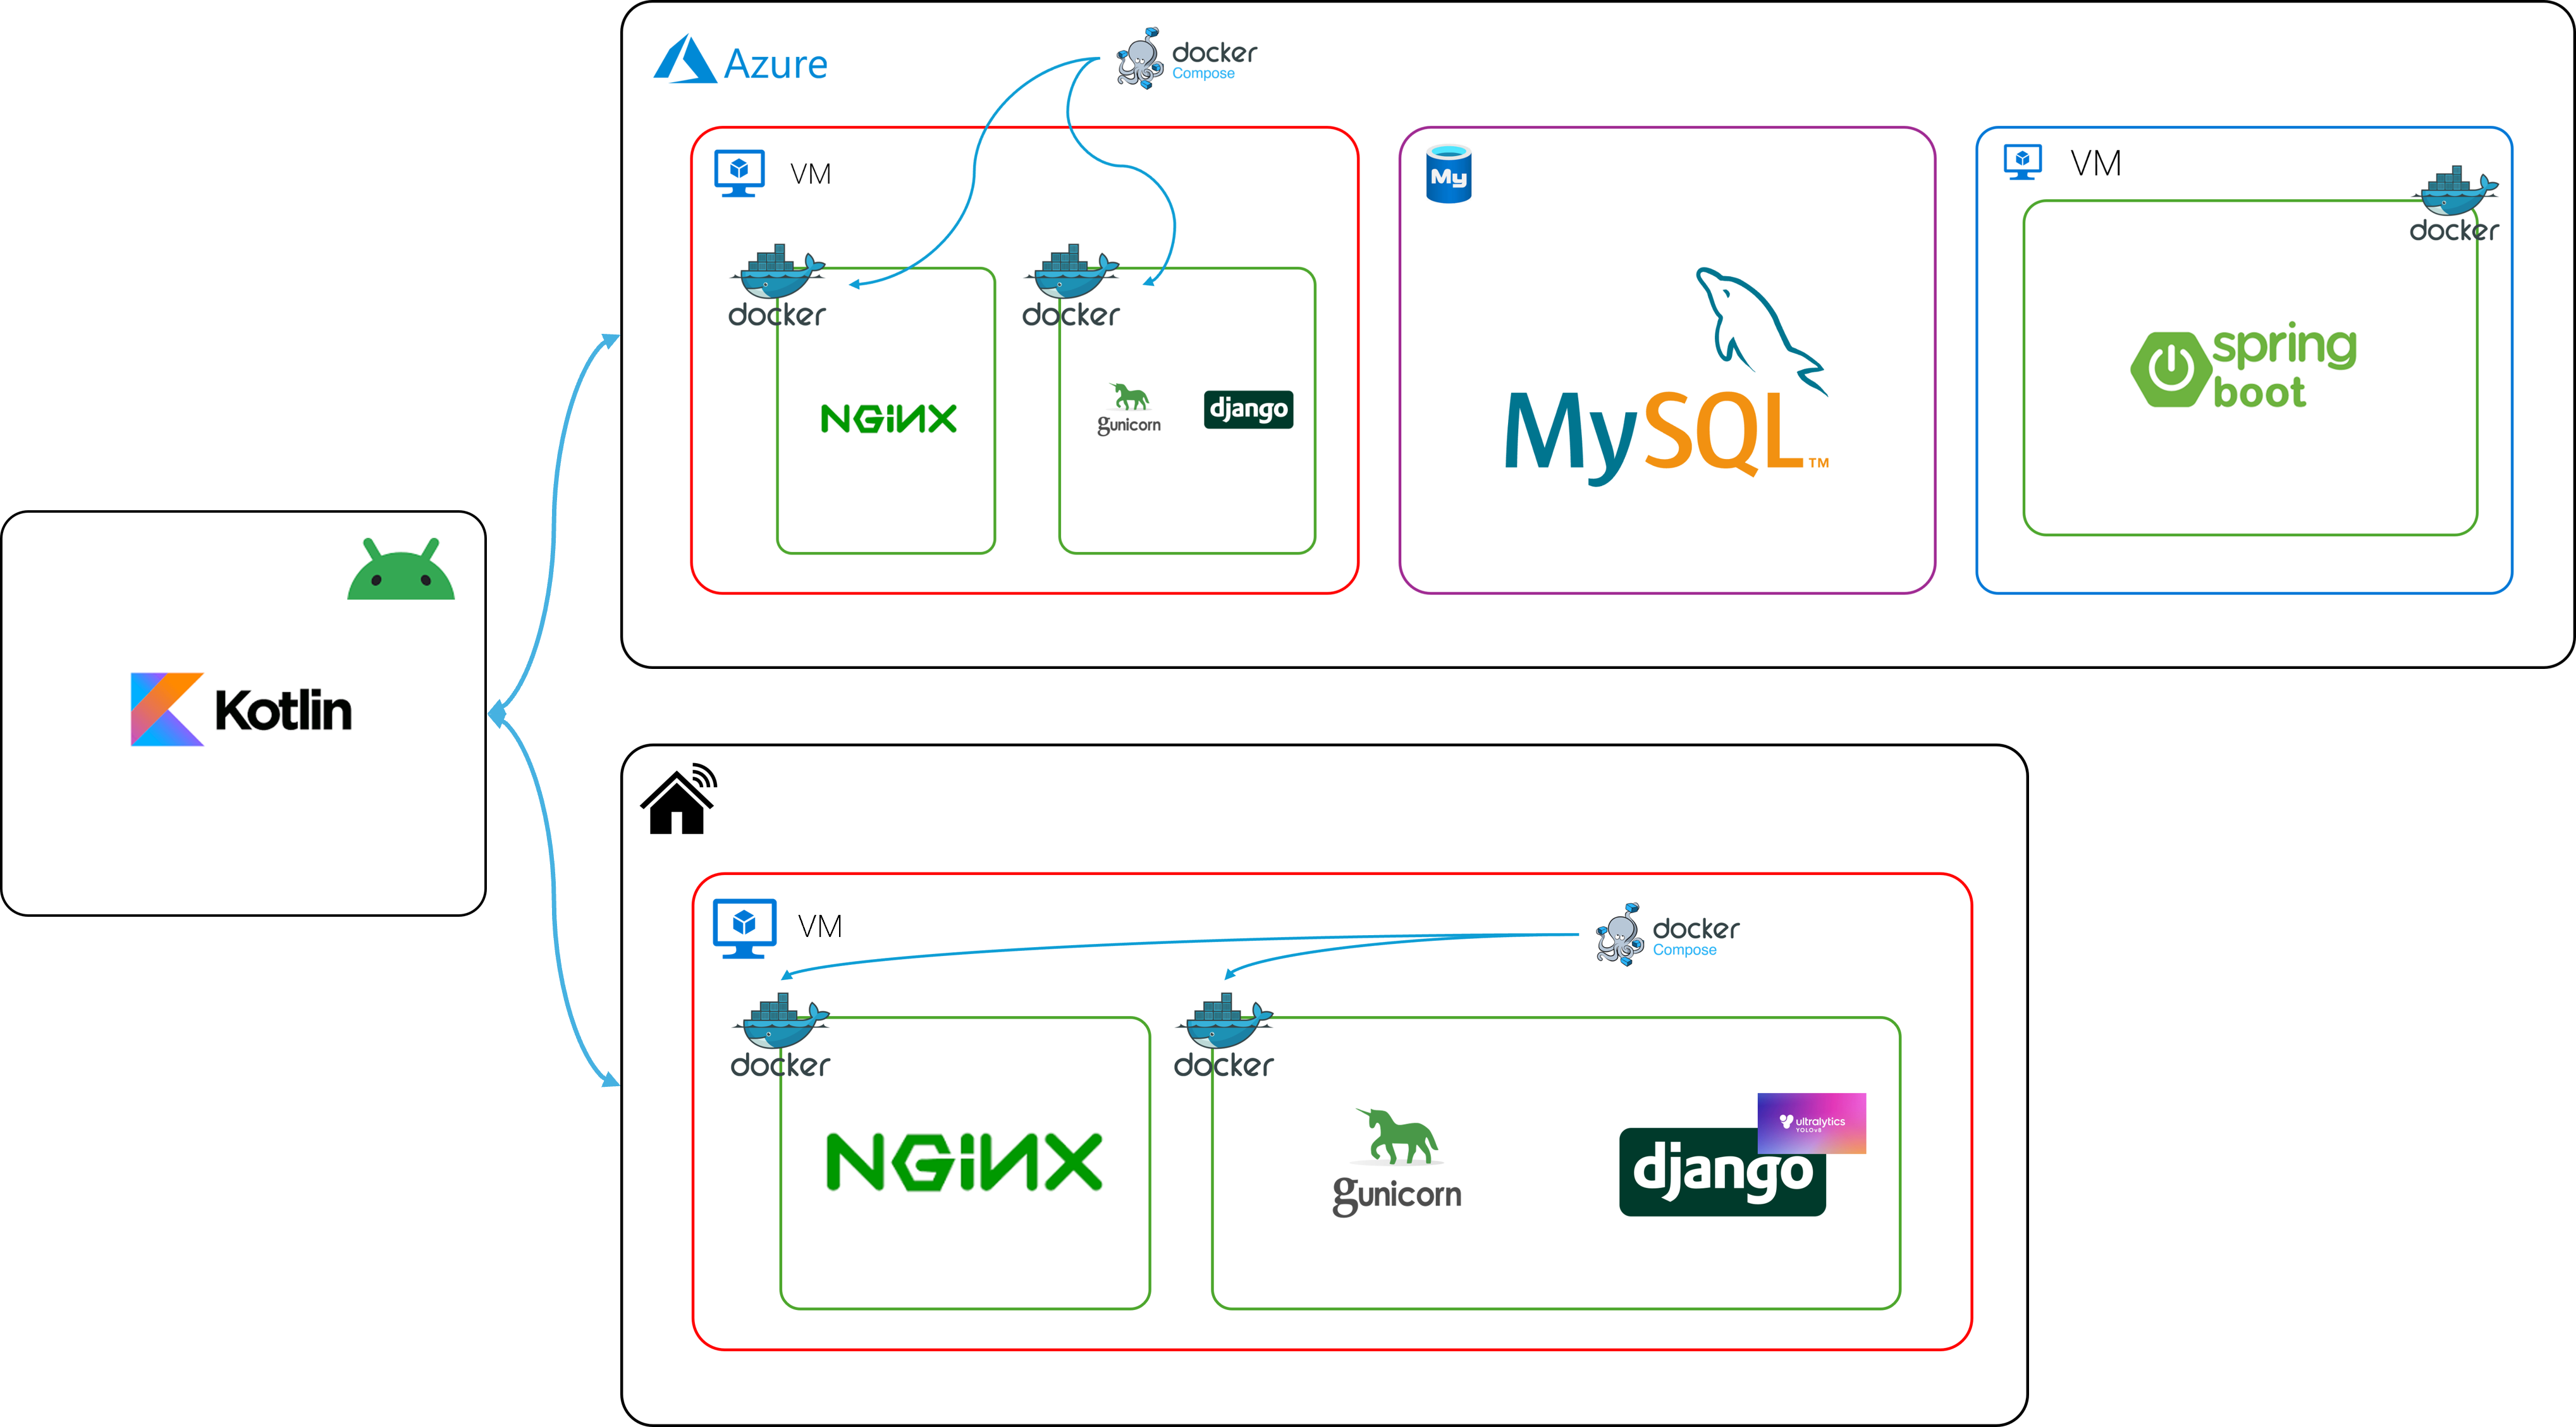 Azure
docker
Compose
VM
docker
NGINX
docker
gunicorn
django
My
MySQL™
VM
docker
spring
boot
Kotlin
VM
docker
Compose
docker
NGINX
docker
gunicorn
django
ultralytics
YOLOv8